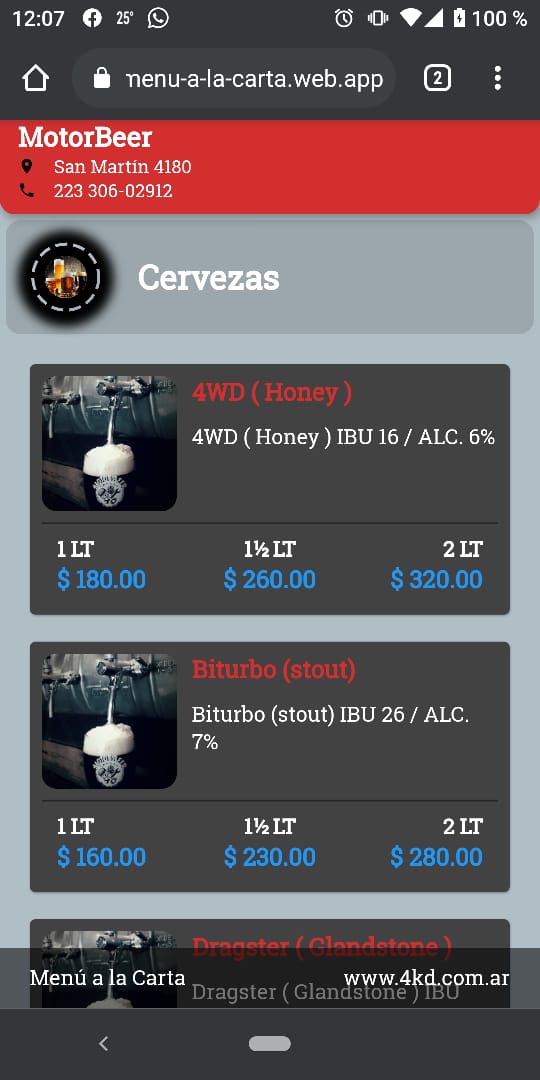 12:07 25° 100 %
menu-a-la-carta.web.app 2
MotorBeer
San Martín 4180
223 306-02912
Cervezas
4WD ( Honey )
4WD ( Honey ) IBU 16 / ALC. 6%
1 LT 1½ LT 2 LT
$ 180.00 $ 260.00 $ 320.00
Biturbo (stout)
Biturbo (stout) IBU 26 / ALC.
7%
1 LT 1½ LT 2 LT
$ 160.00 $ 230.00 $ 280.00
Dragster ( Glandstone )
Menú a la Carta www.4kd.com.ar
Dragster ( Glandstone ) IBU